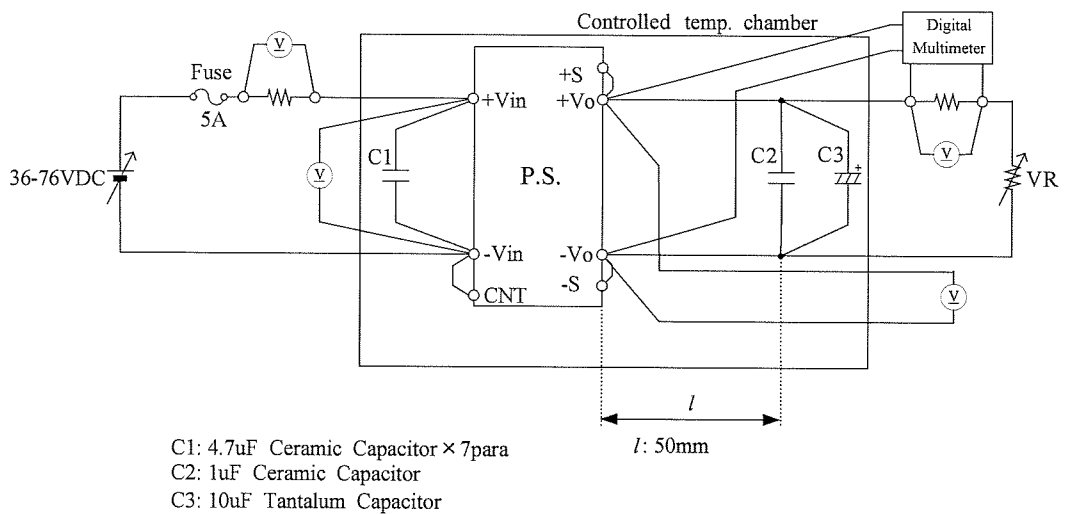 Controlled temp. chamber
Digital
Multimeter
V
Fuse
5A
+S
+Vin
+Vo
C1
C2
C3
+
V
36-76VDC
V
P.S.
VR
-Vin
-Vo
CNT
-S
V
l
l: 50mm
C1: 4.7uF Ceramic Capacitor × 7para
C2: 1uF Ceramic Capacitor
C3: 10uF Tantalum Capacitor